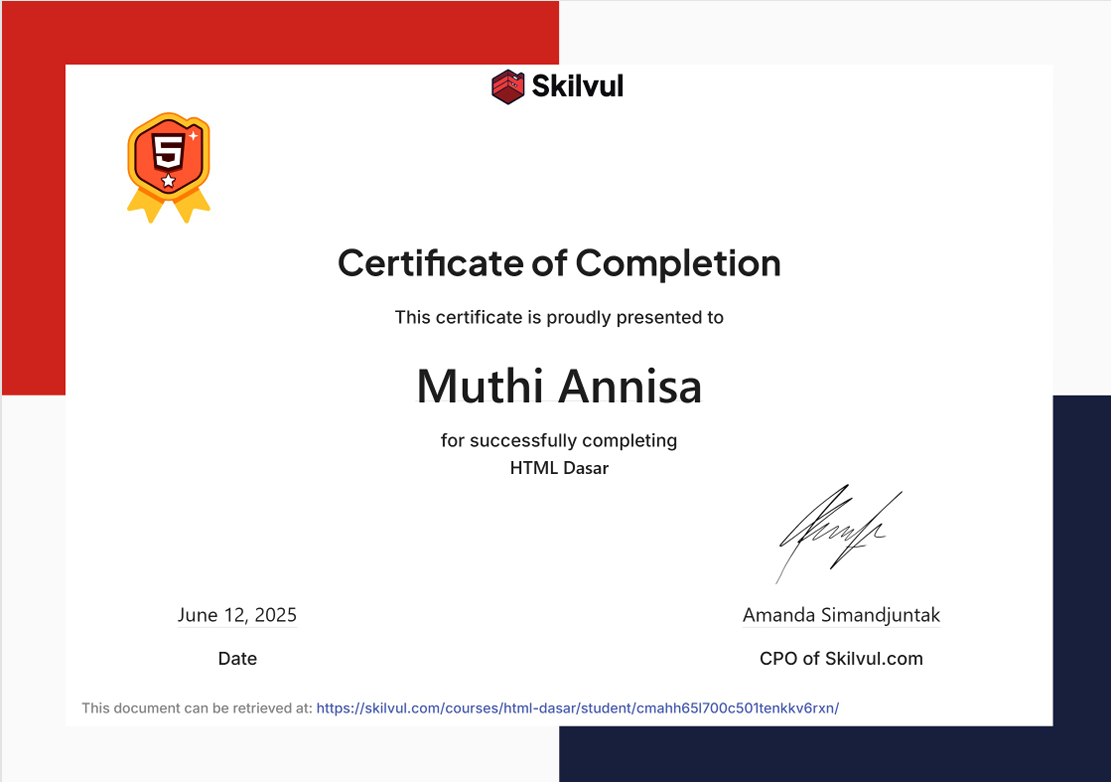 Skilvul
5
Certificate of Completion
This certificate is proudly presented to
Muthi Annisa
for successfully completing
HTML Dasar
June 12, 2025
Amanda Simandjuntak
Date
CPO of Skilvul.com
This document can be retrieved at: https://skilvul.com/courses/html-dasar/student/cmahh65l700c501tenkkv6rxn/